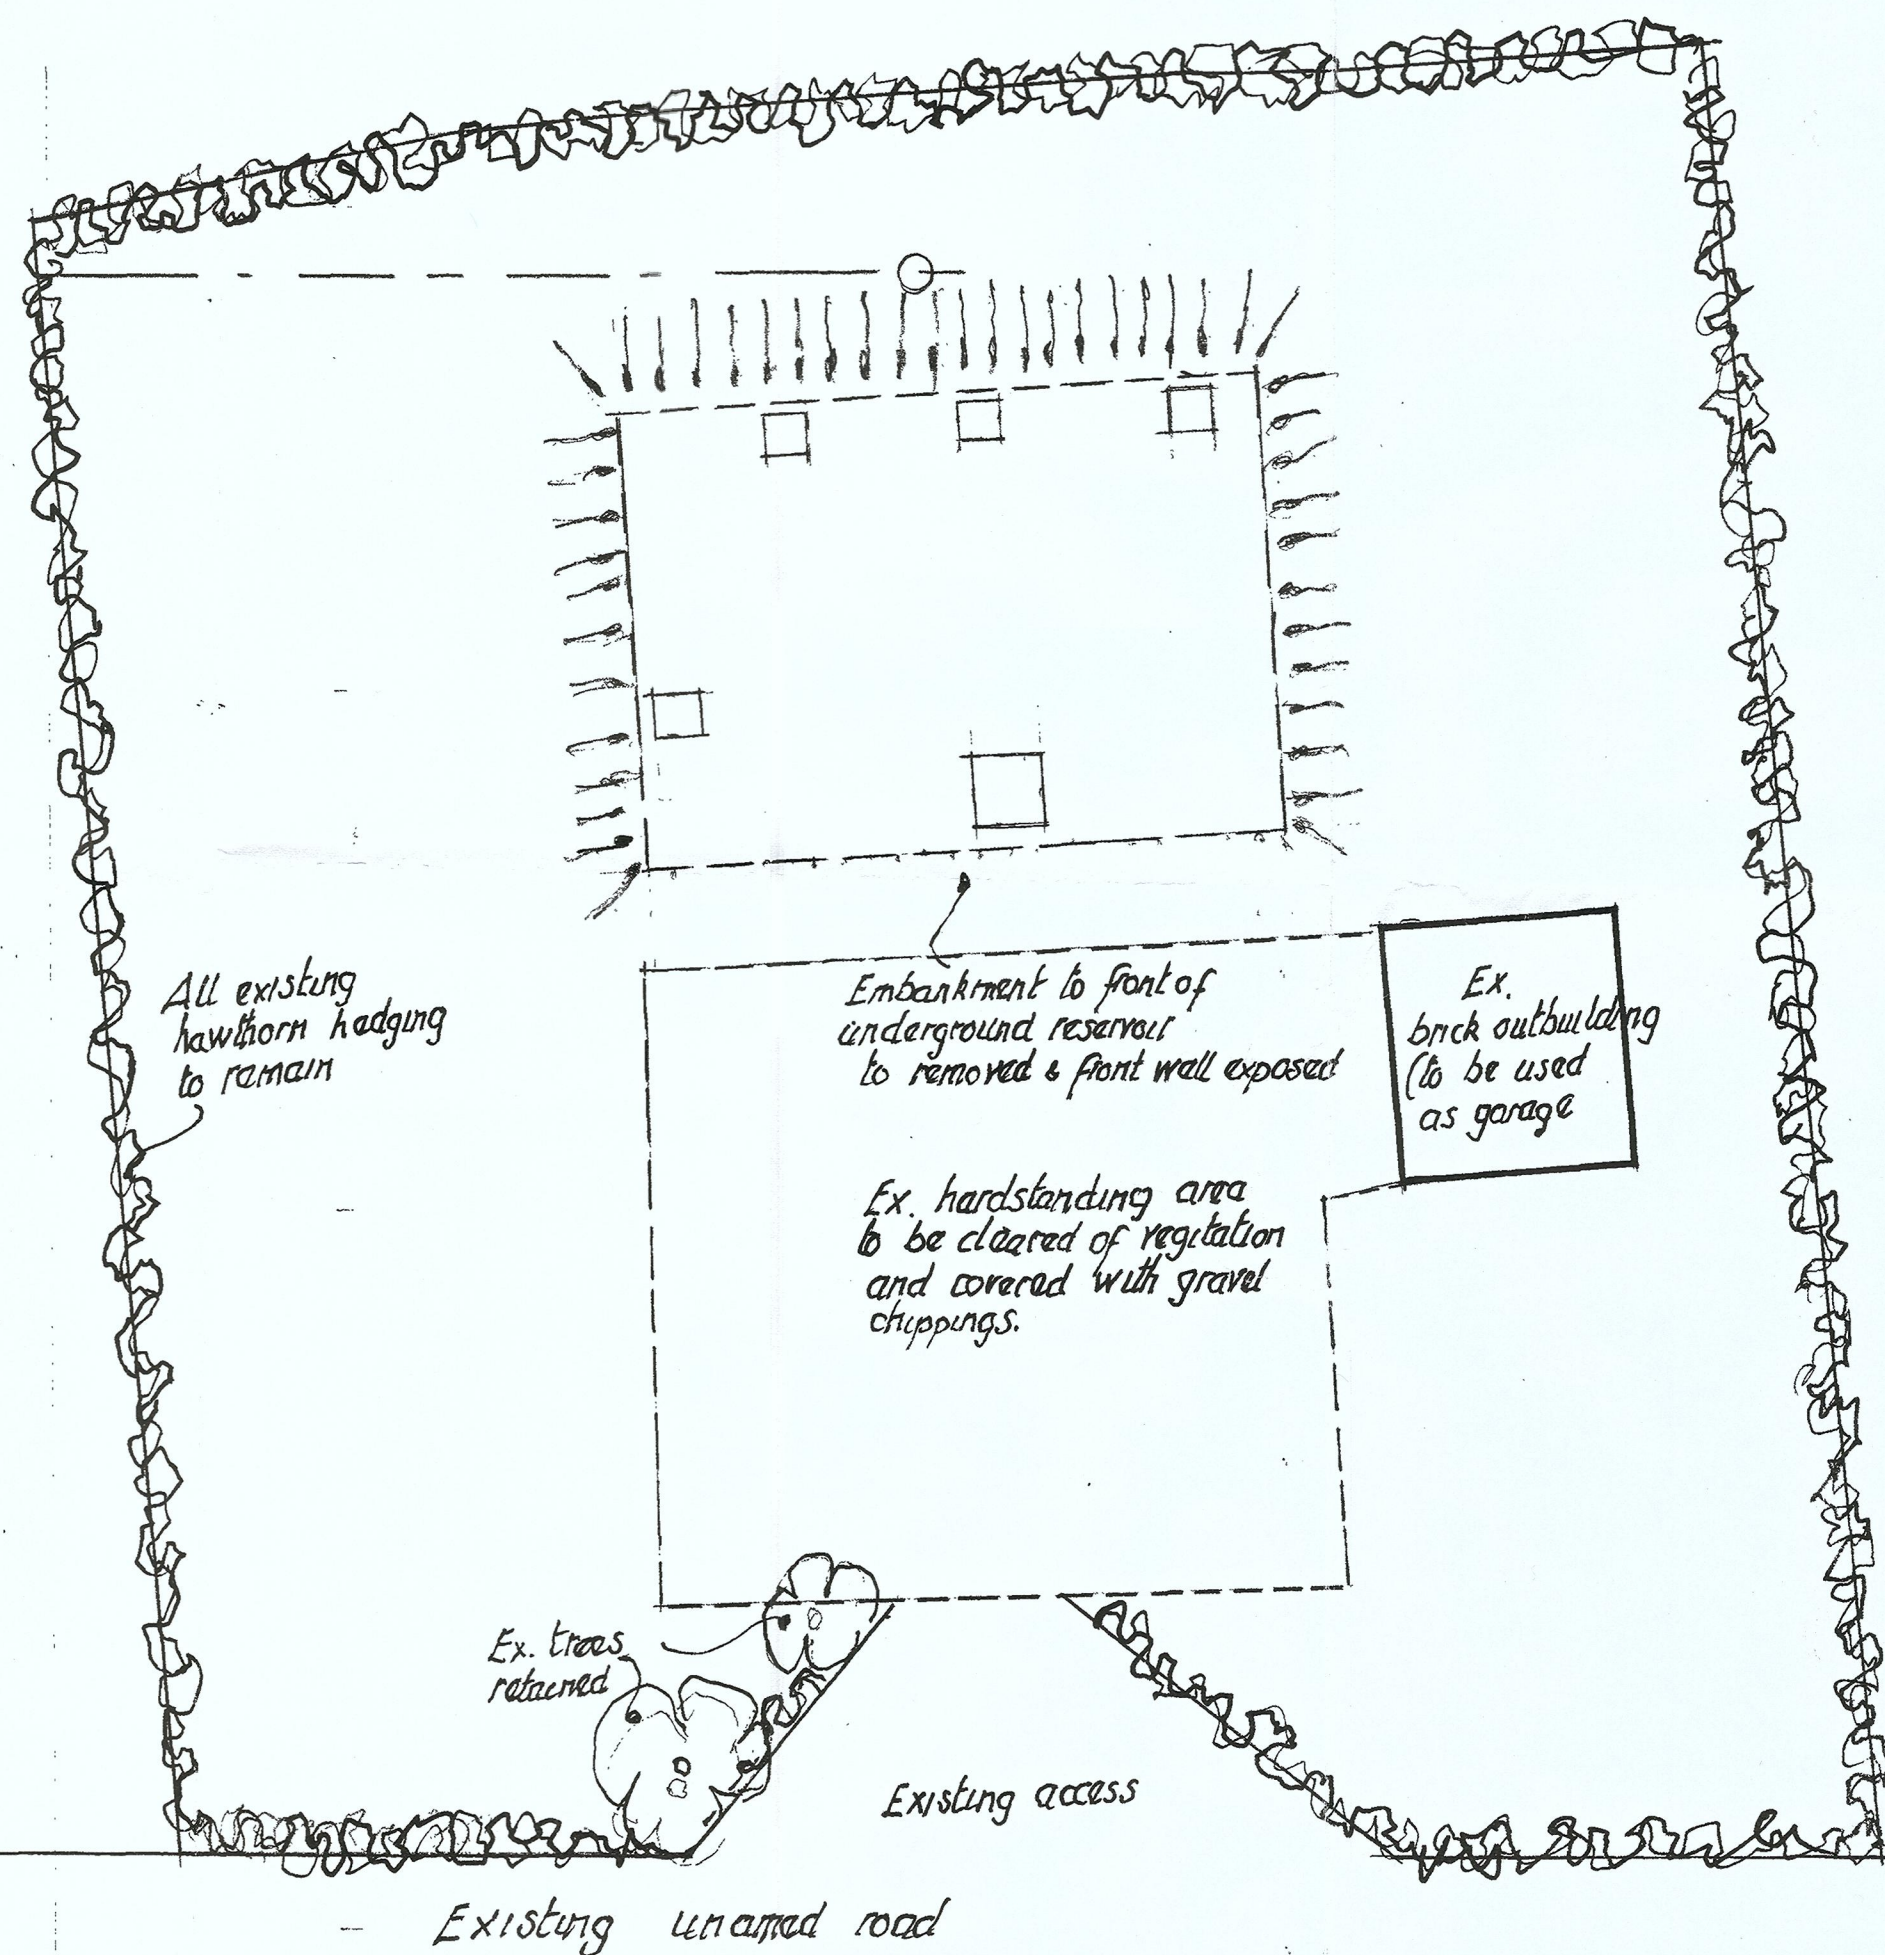 All existing
hawthorn hedging
to remain
Embankment to front of
underground reservoir
to removed & front wall exposed
Ex.
brick outbuilding
(to be used
as garage
Ex. hardstanding area
to be cleared of vegitation
and covered with gravel
chippings.
Ex. trees
retained
Existing access
Existing unamed road